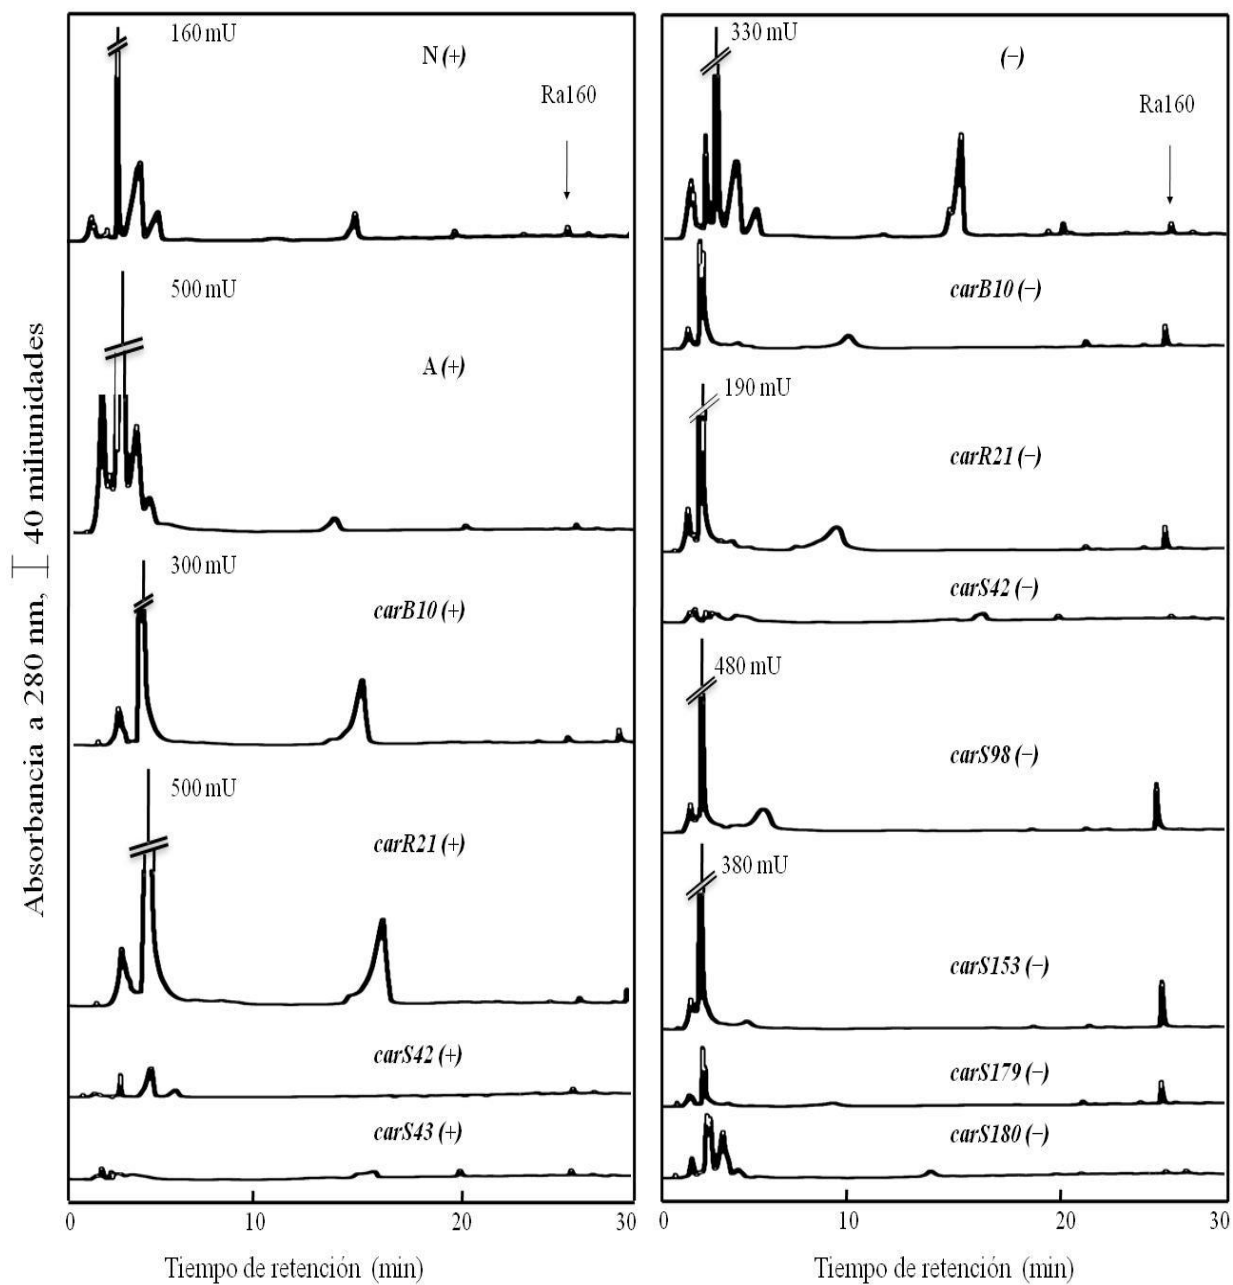 Absorbancia a 280 nm, 40 miliunidades
160 mU
N (+)
Ra160
500 mU
A (+)
300 mU
carB10 (+)
500 mU
carR21 (+)
carS42 (+)
carS43 (+)
0 10 20 30
Tiempo de retención (min)
330 mU
(−)
Ra160
carB10 (−)
190 mU
carR21 (−)
carS42 (−)
480 mU
carS98 (−)
380 mU
carS153 (−)
carS179 (−)
carS180 (−)
0 10 20 30
Tiempo de retención (min)